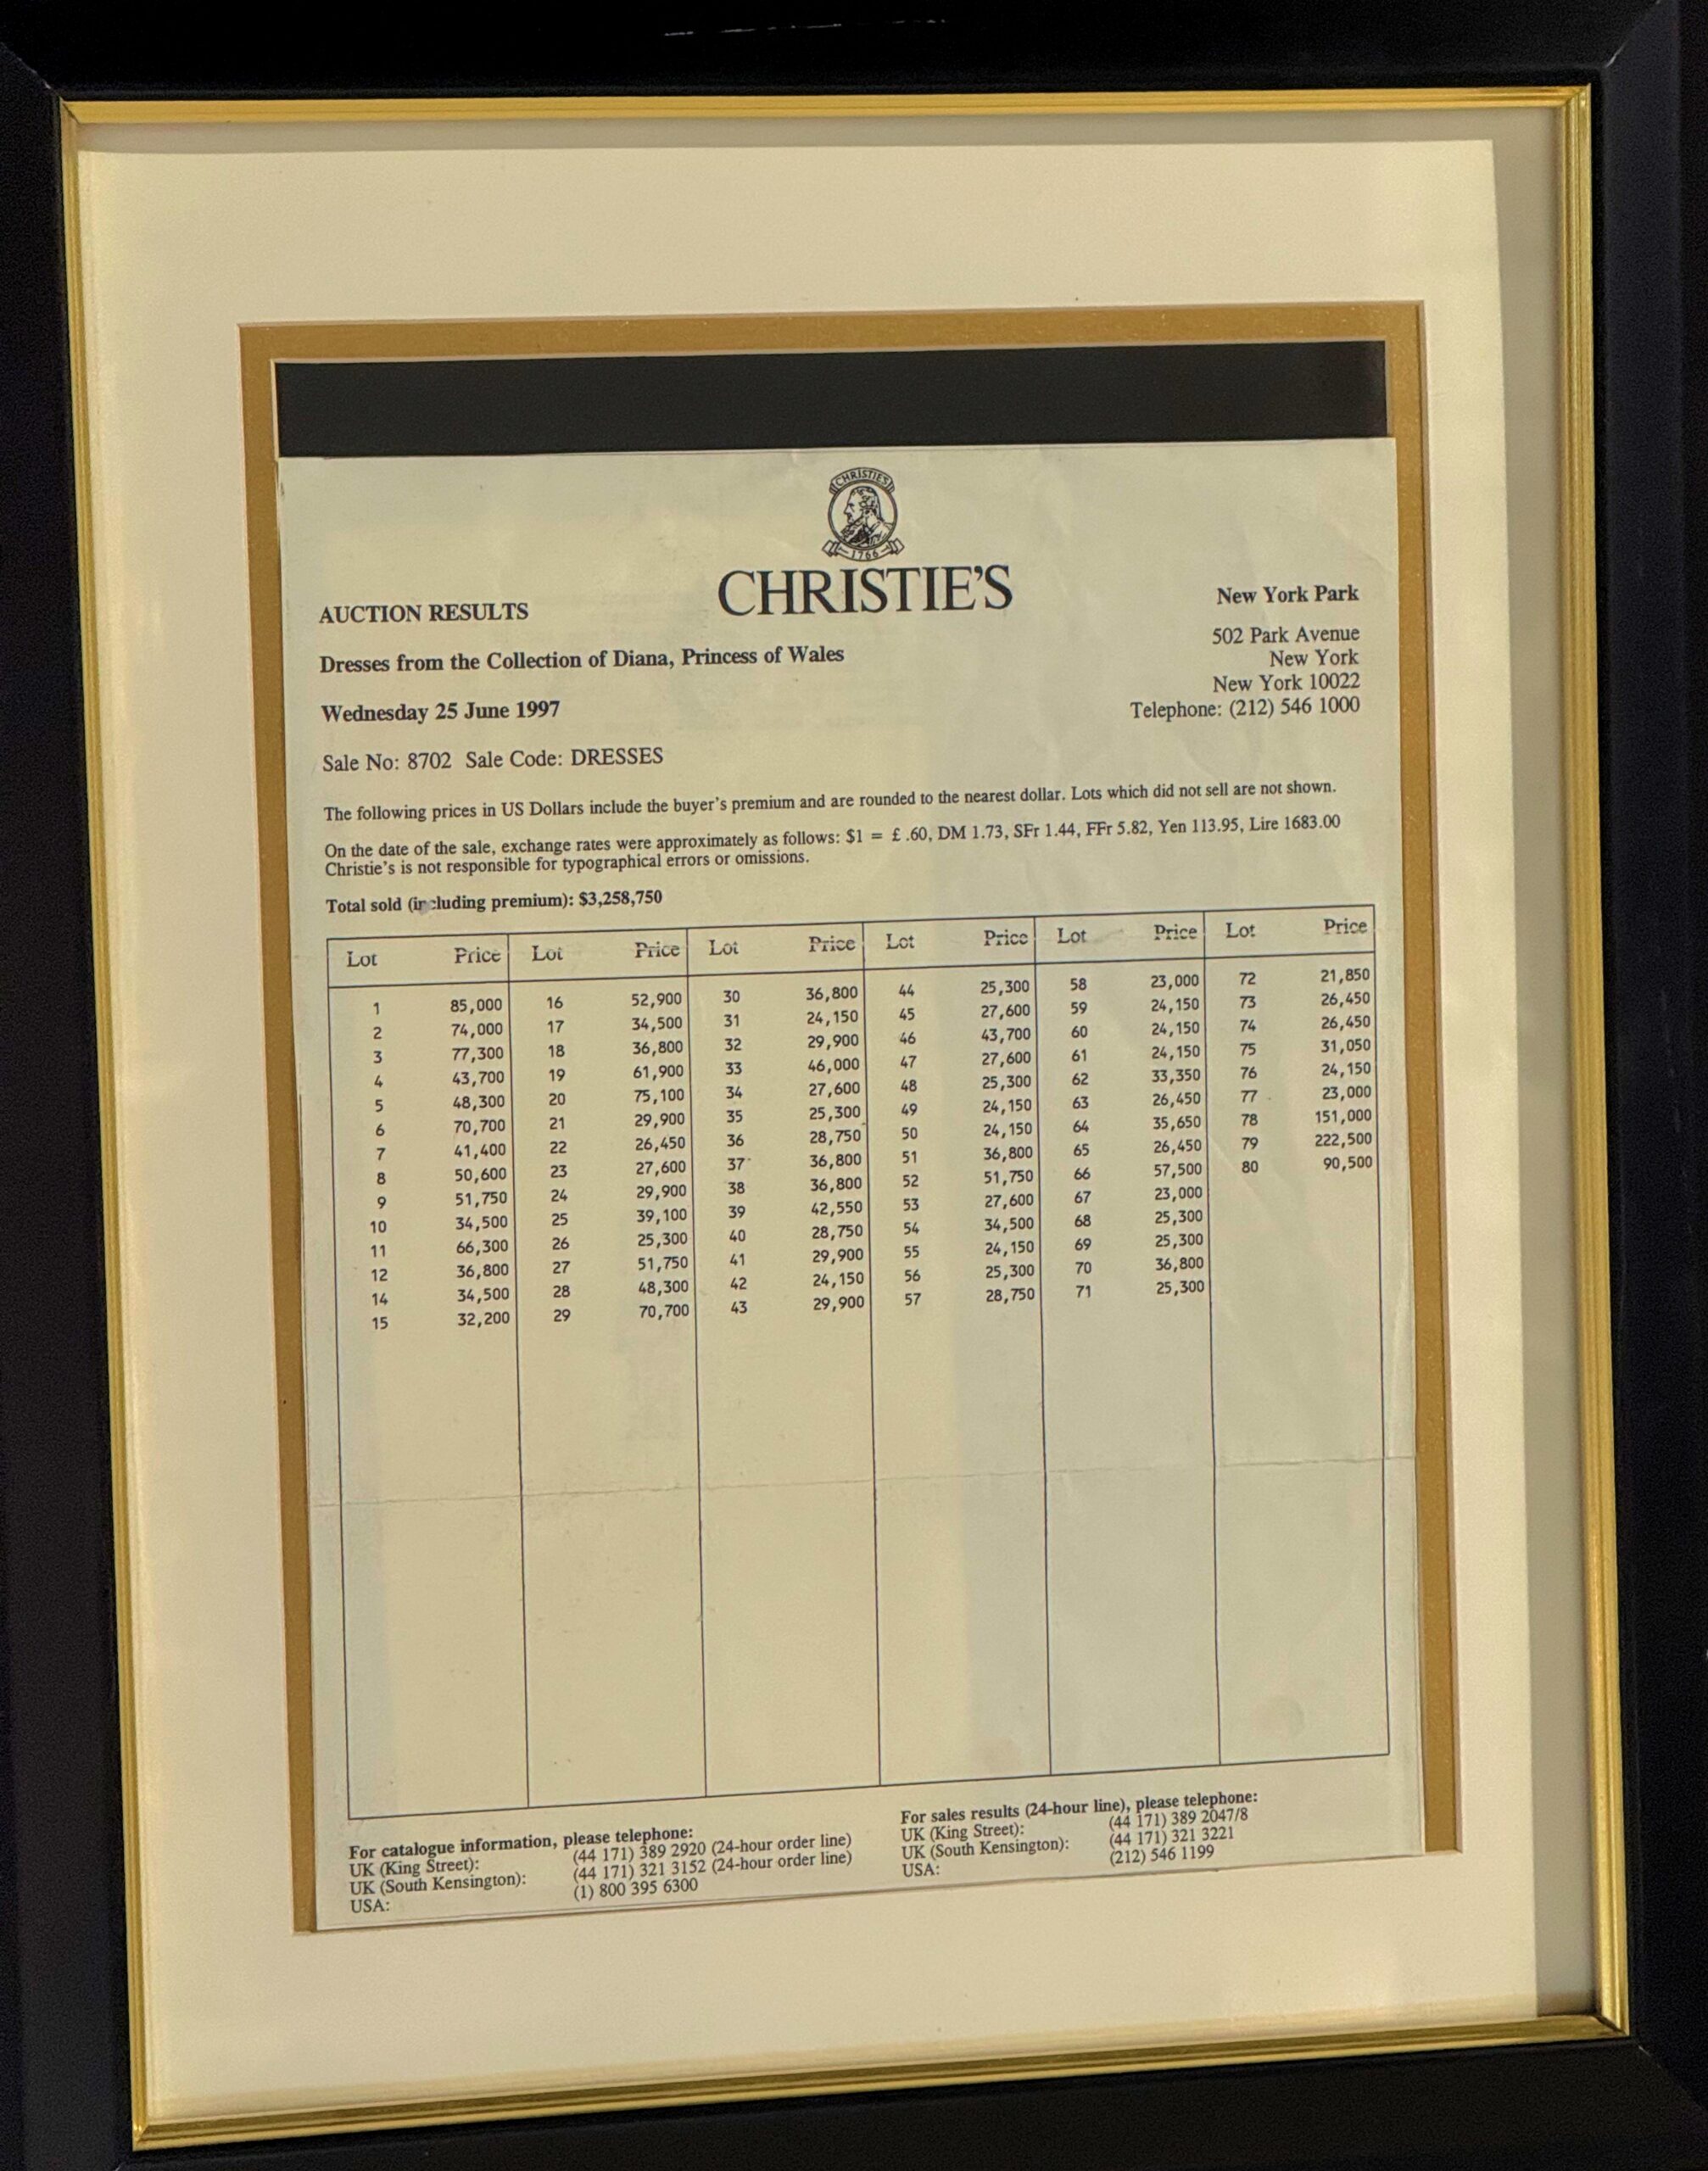 CHRISTIE'S
1766
CHRISTIE'S
AUCTION RESULTS
New York Park
502 Park Avenue
Dresses from the Collection of Diana, Princess of Wales
New York
New York 10022
Wednesday 25 June 1997
Telephone: (212) 546 1000
Sale No: 8702 Sale Code: DRESSES
The following prices in US Dollars include the buyer's premium and are rounded to the nearest dollar. Lots which did not sell are not shown.
On the date of the sale, exchange rates were approximately as follows: $1 = £ .60, DM 1.73, SFr 1.44, FFr 5.82, Yen 113.95, Lire 1683.00
Christie's is not responsible for typographical errors or omissions.
Total sold (including premium): $3,258,750
Lot Price Lot Price Lot Price Lot Price Lot Price Lot Price
1 85,000 16 52,900 30 36,800 44 25,300 58 23,000 72 21,850
2 74,000 17 34,500 31 24,150 45 27,600 59 24,150 73 26,450
3 77,300 18 36,800 32 29,900 46 43,700 60 24,150 74 26,450
4 43,700 19 61,900 33 46,000 47 27,600 61 24,150 75 31,050
5 48,300 20 75,100 34 27,600 48 25,300 62 33,350 76 24,150
6 70,700 21 29,900 35 25,300 49 24,150 63 26,450 77 23,000
7 41,400 22 26,450 36 28,750 50 24,150 64 35,650 78 151,000
8 50,600 23 27,600 37 36,800 51 36,800 65 26,450 79 222,500
9 51,750 24 29,900 38 36,800 52 51,750 66 57,500 80 90,500
10 34,500 25 39,100 39 42,550 53 27,600 67 23,000
11 66,300 26 25,300 40 28,750 54 34,500 68 25,300
12 36,800 27 51,750 41 29,900 55 24,150 69 25,300
14 34,500 28 48,300 42 24,150 56 25,300 70 36,800
15 32,200 29 70,700 43 29,900 57 28,750 71 25,300
For catalogue information, please telephone:
UK (King Street): (44 171) 389 2920 (24-hour order line)
UK (South Kensington): (44 171) 321 3152 (24-hour order line)
USA: (1) 800 395 6300
For sales results (24-hour line), please telephone:
UK (King Street): (44 171) 389 2047/8
UK (South Kensington): (44 171) 321 3221
USA: (212) 546 1199